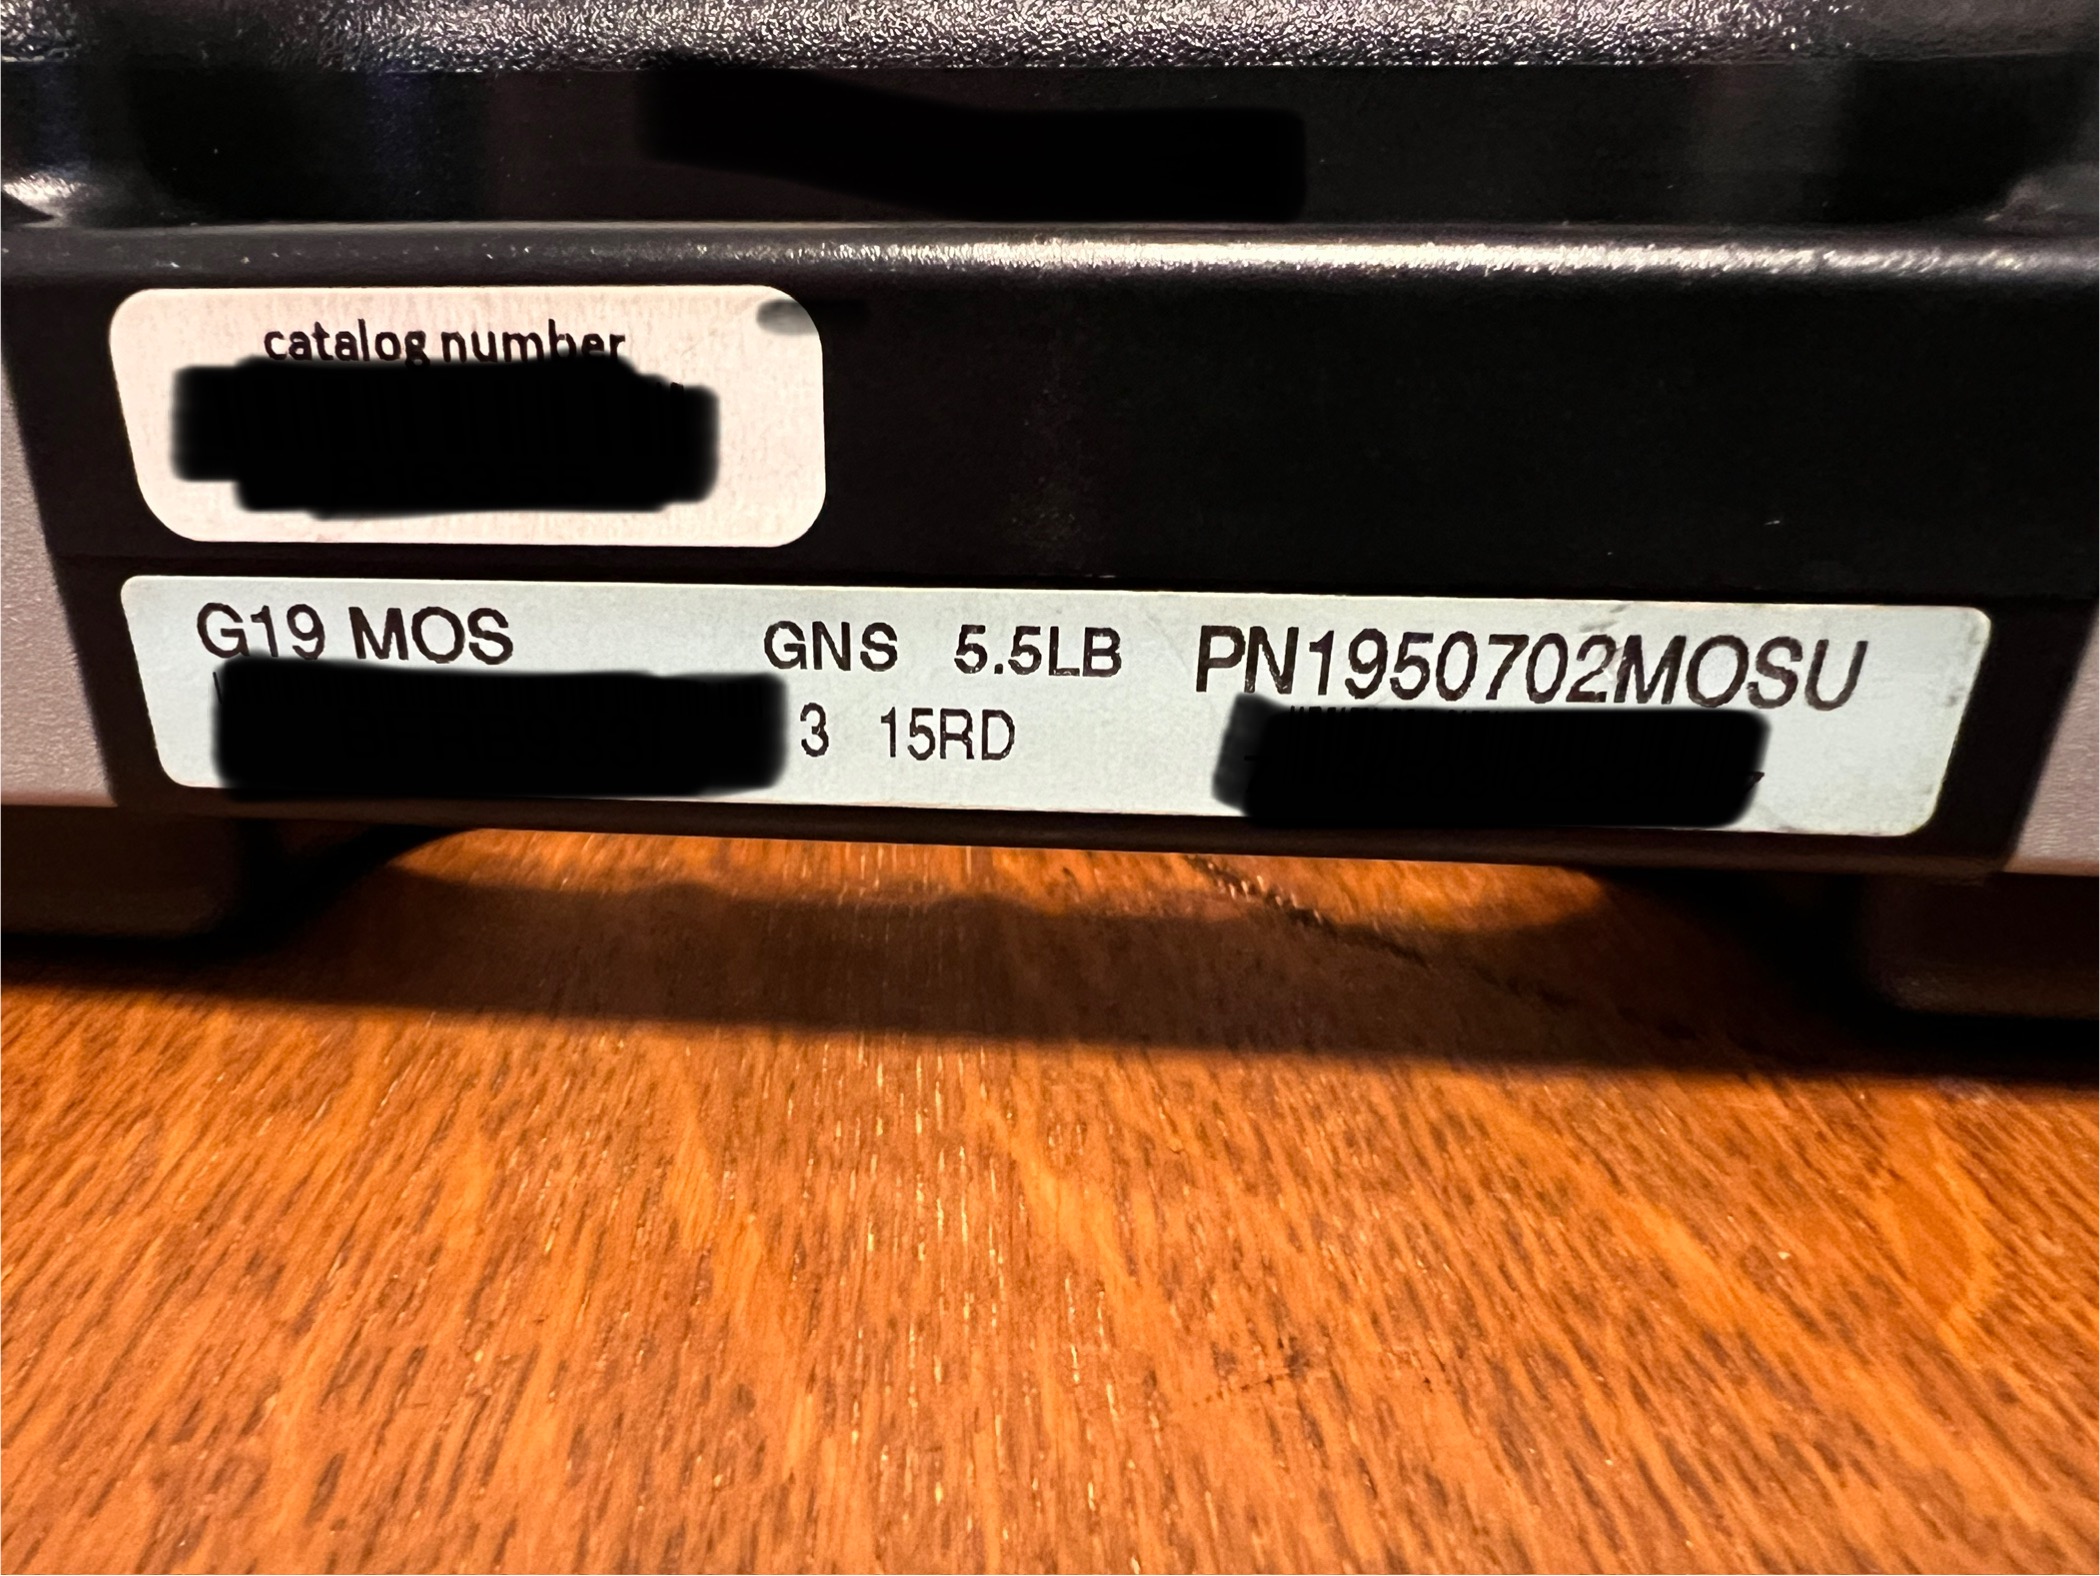 catalog number
G19 MOS GNS 5.5LB PN1950702MOSU
3 15RD